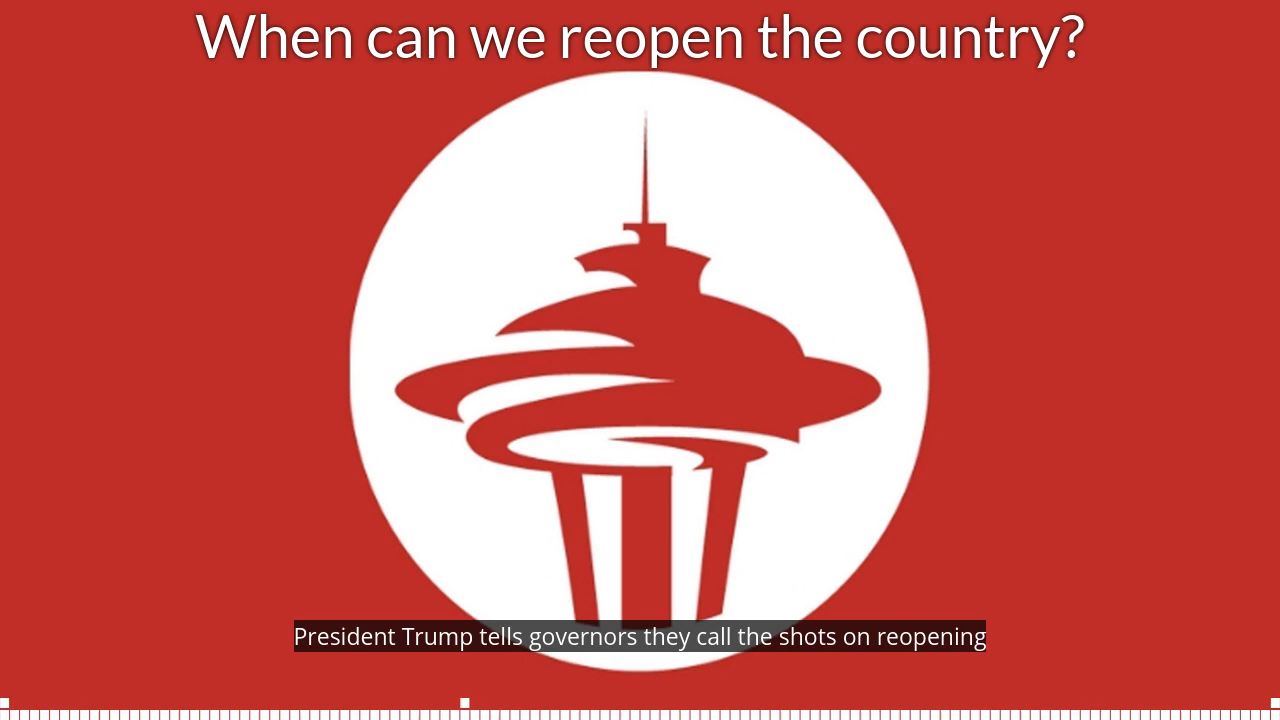 When can we reopen the country?
President Trump tells governors they call the shots on reopening